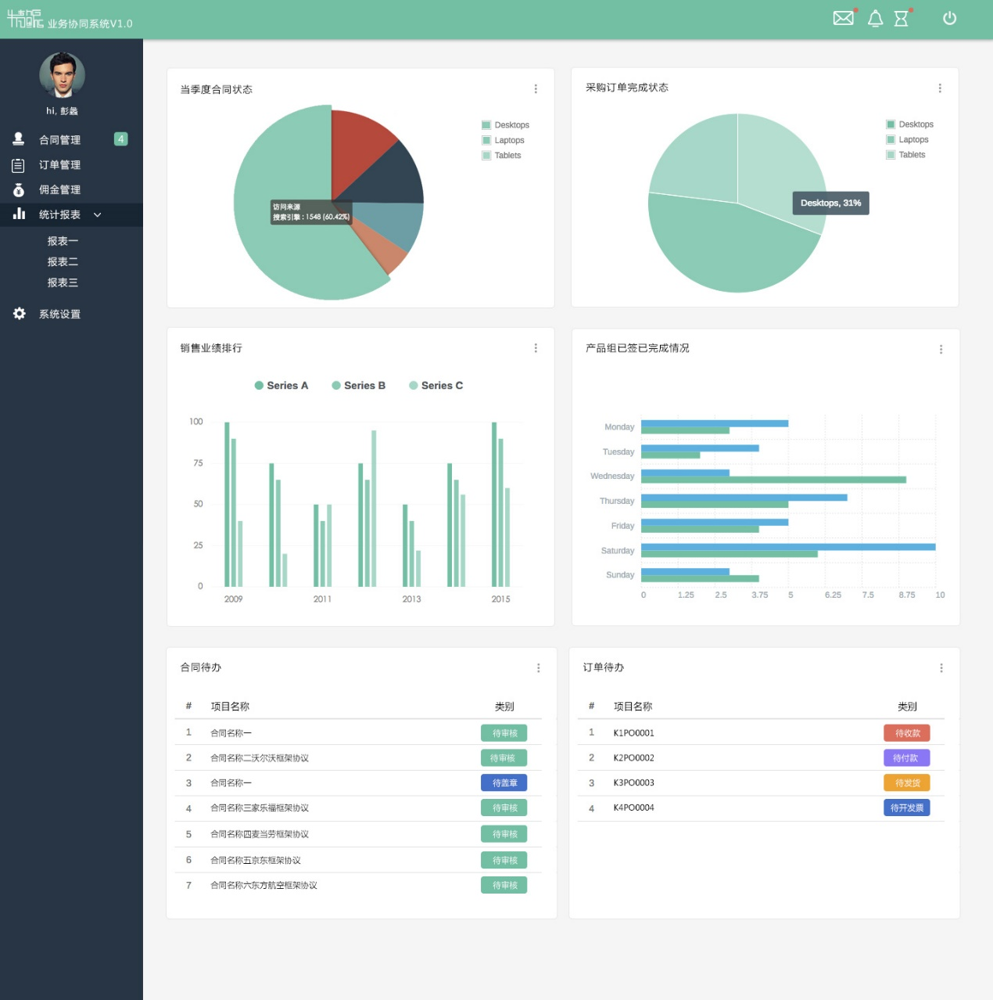 业务协同系统V1.0
hi, 彭鑫
合同管理 4
订单管理
佣金管理
统计报表
报表一
报表二
报表三
系统设置
当季度合同状态
Desktops
Laptops
Tablets
访问来源
搜索引擎 : 1548 (60.42%)
采购订单完成状态
Desktops
Laptops
Tablets
Desktops, 31%
销售业绩排行
Series A Series B Series C
100
75
50
25
0
2009 2011 2013 2015
产品组已签已完成情况
Monday
Tuesday
Wednesday
Thursday
Friday
Saturday
Sunday
0 1.25 2.5 3.75 5 6.25 7.5 8.75 10
合同待办
# 项目名称 类别
1 合同名称一 待审核
2 合同名称二沃尔沃框架协议 待审核
3 合同名称一 待盖章
4 合同名称三家乐福框架协议 待审核
5 合同名称四麦当劳框架协议 待审核
6 合同名称五京东框架协议 待审核
7 合同名称六东方航空框架协议 待审核
订单待办
# 项目名称 类别
1 K1PO0001 待收款
2 K2PO0002 待付款
3 K3PO0003 待发货
4 K4PO0004 待开发票